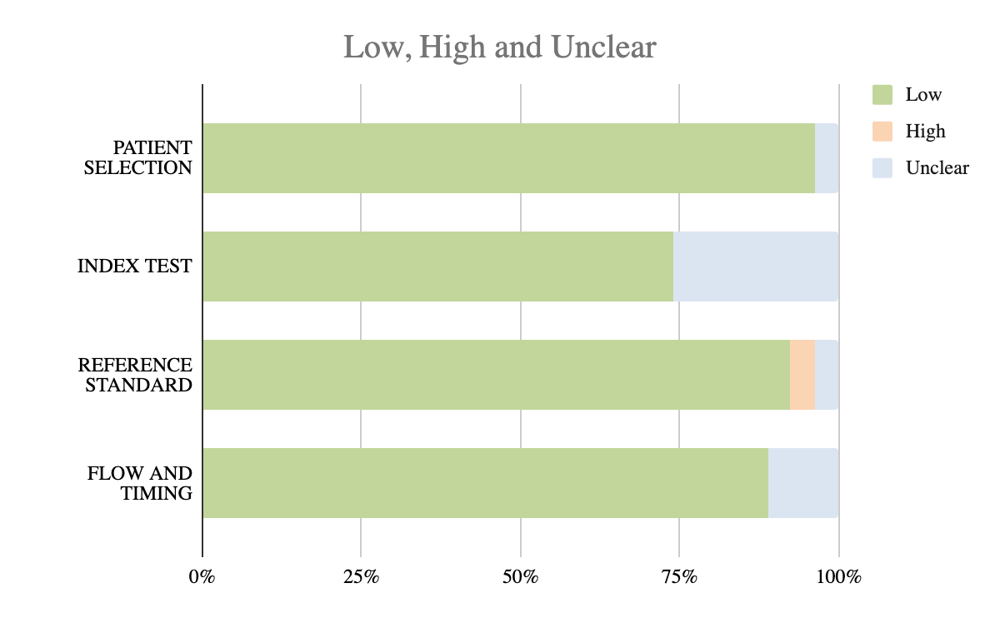 Low, High and Unclear
Low
High
Unclear
PATIENT
SELECTION
INDEX TEST
REFERENCE
STANDARD
FLOW AND
TIMING
0%
25%
50%
75%
100%